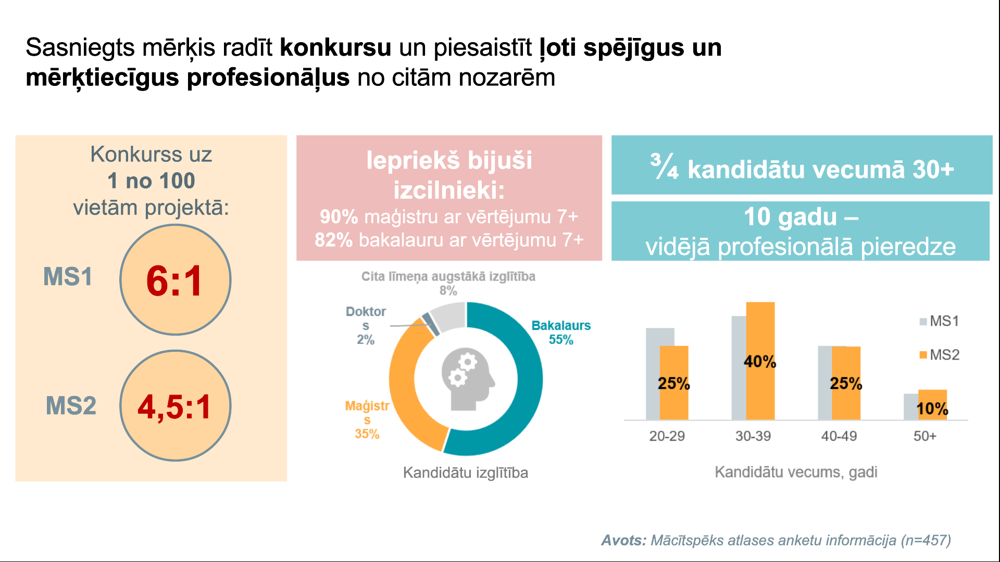 Sasniegts mērķis radīt konkursu un piesaistīt ļoti spējīgus un
mērķtiecīgus profesionāļus no citām nozarēm
Konkurss uz
1 no 100
vietām projektā:
MS1
6:1
MS2
4,5:1
Iepriekš bijuši
izcilnieki:
90% maģistru ar vērtējumu 7+
82% bakalauru ar vērtējumu 7+
Cita līmeņa augstākā izglītība
8%
Doktor
s
2%
Bakalaurs
55%
Maģistr
s
35%
Kandidātu izglītība
¾ kandidātu vecumā 30+
10 gadu –
vidējā profesionālā pieredze
MS1
MS2
25%
40%
25%
10%
20-29
30-39
40-49
50+
Kandidātu vecums, gadi
Avots: Mācītspēks atlases anketu informācija (n=457)